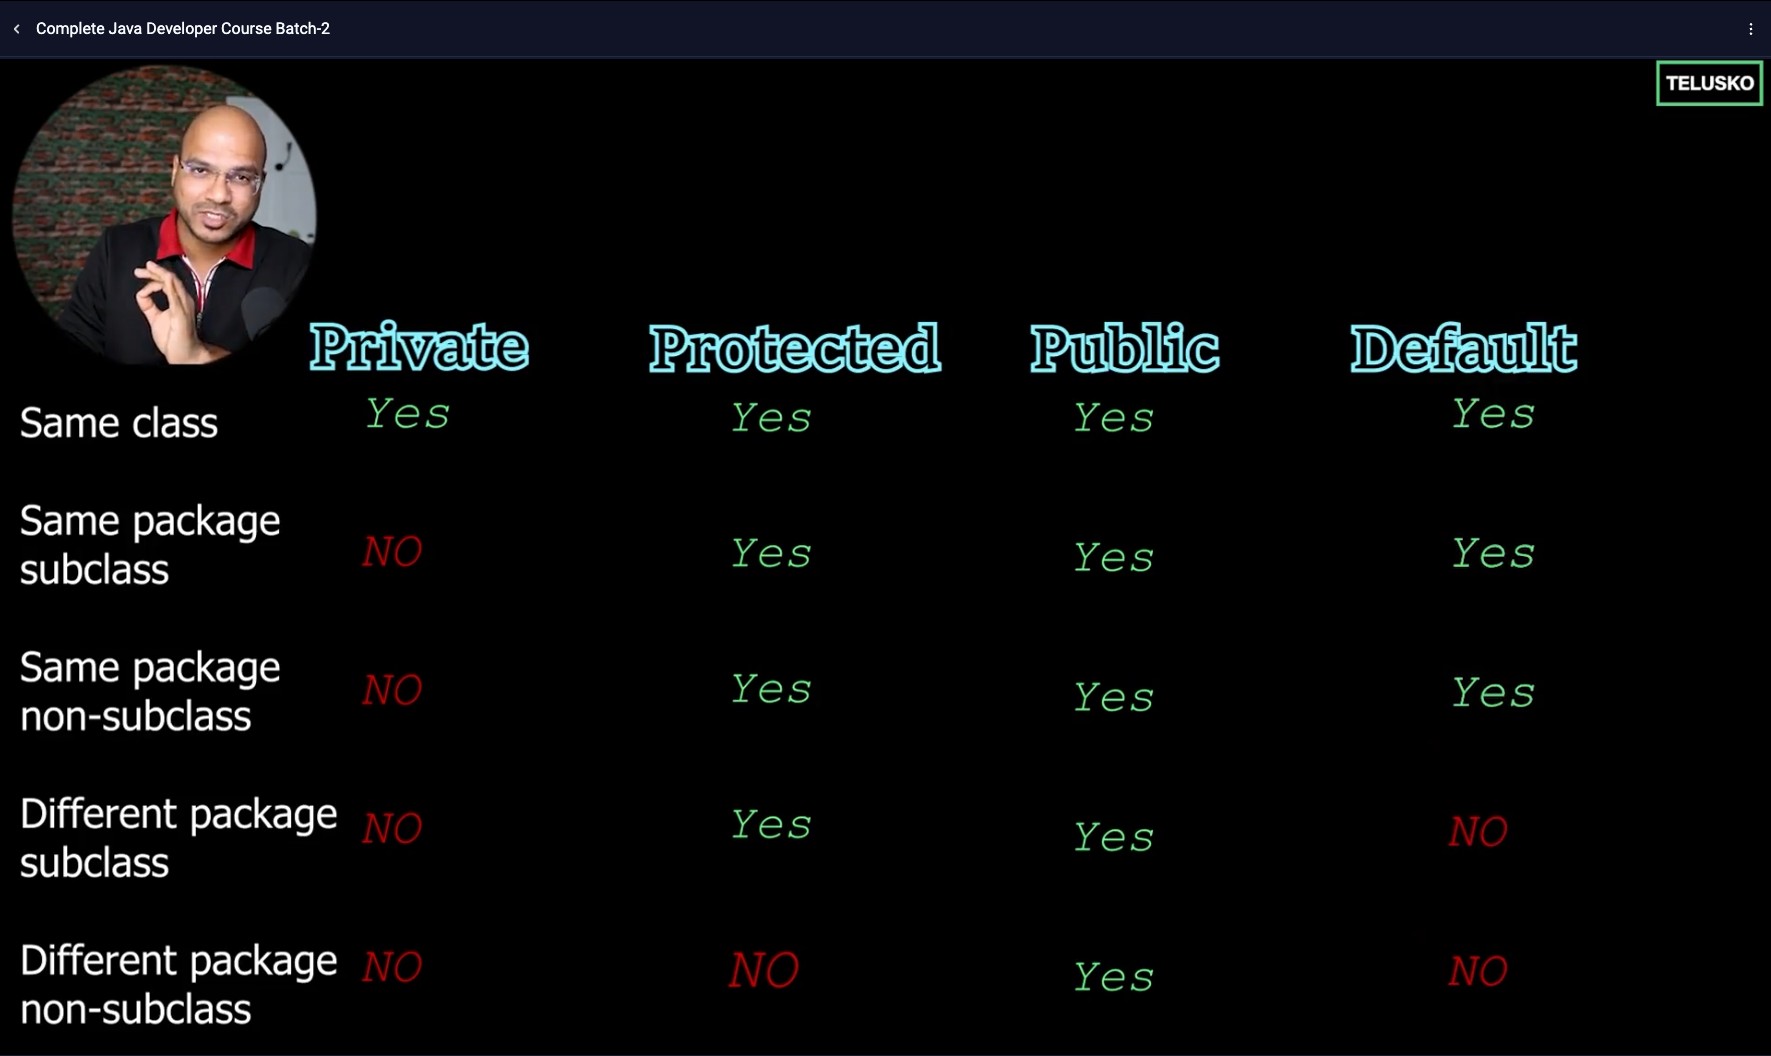 Complete Java Developer Course Batch-2
TELUSKO
Private Protected Public Default
Same class Yes Yes Yes Yes
Same package
subclass NO Yes Yes Yes
Same package
non-subclass NO Yes Yes Yes
Different package
subclass NO Yes Yes NO
Different package
non-subclass NO NO Yes NO